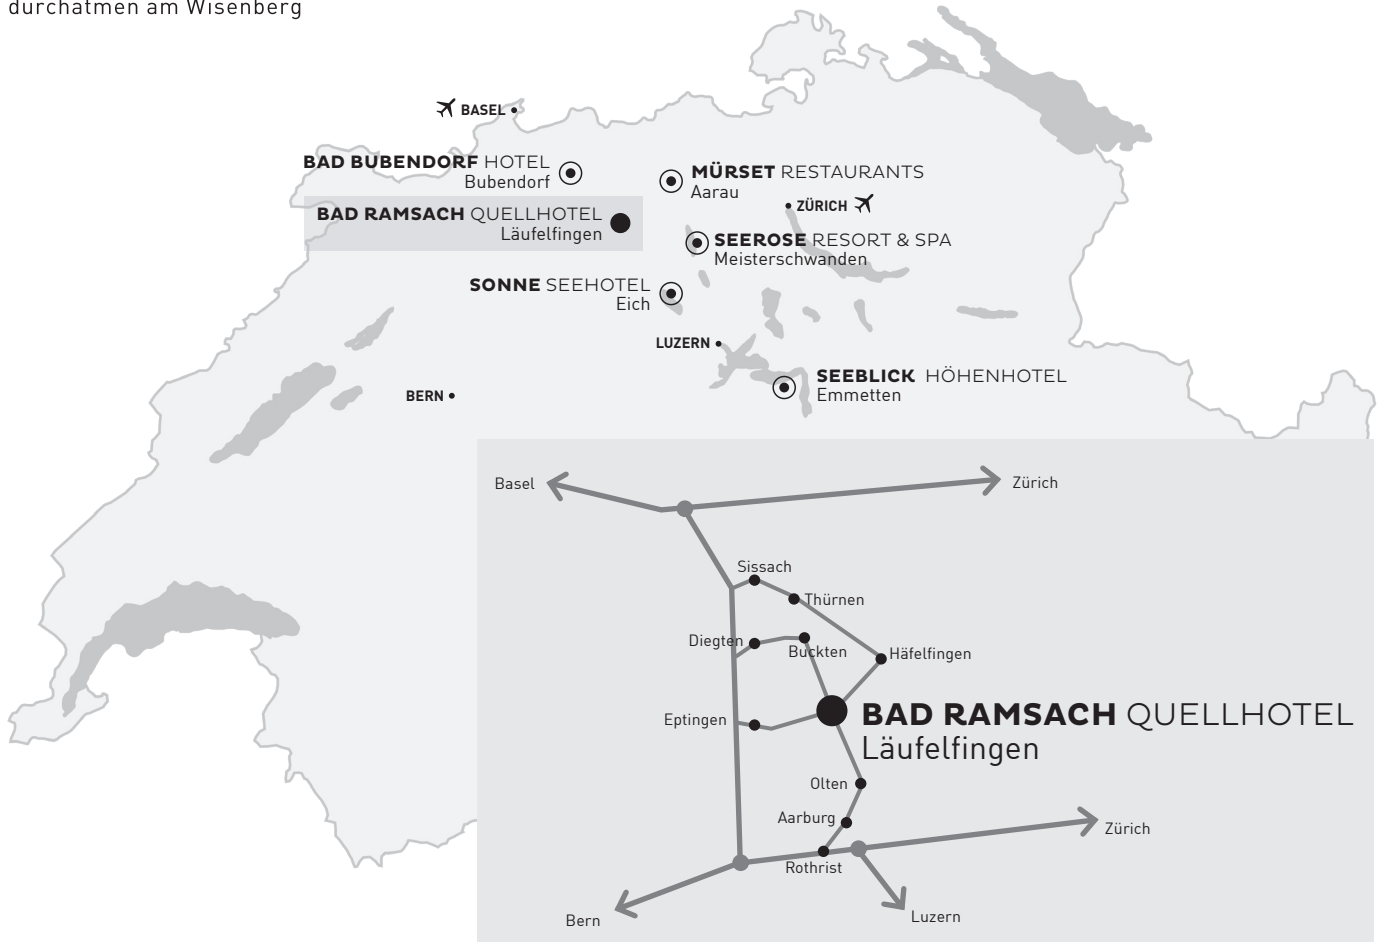 durchatmen am Wisenberg
BASEL
BAD BUBENDORF HOTEL
Bubendorf
MÜRSET RESTAURANTS
Aarau
BAD RAMSACH QUELLHOTEL
Läufelfingen
ZÜRICH
SEEROSE RESORT & SPA
Meisterschwanden
SONNE SEEHOTEL
Eich
LUZERN
SEEBLICK HÖHENHOTEL
Emmetten
BERN
Basel
Zürich
Sissach
Thürnen
Diegten
Buckten
Häfelfingen
Eptingen
BAD RAMSACH QUELLHOTEL
Läufelfingen
Olten
Aarburg
Zürich
Rothrist
Bern
Luzern